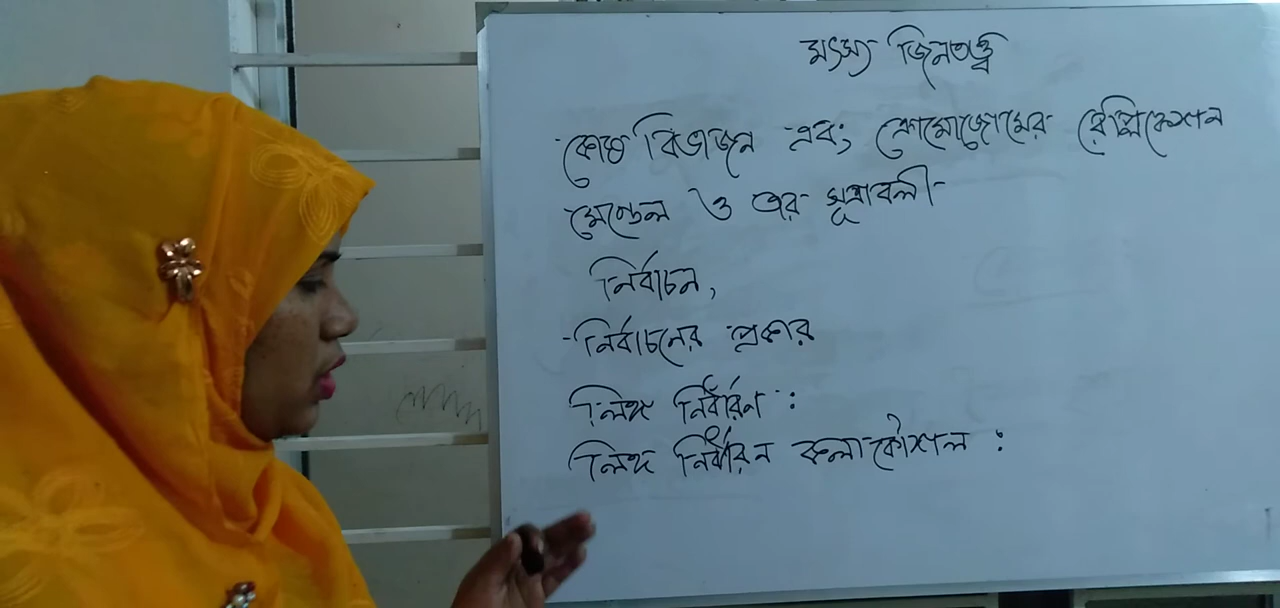 মৎস্য জিনতত্ত্ব
কোষ বিভাজন এবং ক্রোমোজোমের রেপ্লিকেশন
মেন্ডেল ও তার সূত্রাবলী
নির্বাচন,
নির্বাচনের প্রকার
লিঙ্গ নির্ধারণ :
লিঙ্গ নির্ধারন কলাকৌশল :